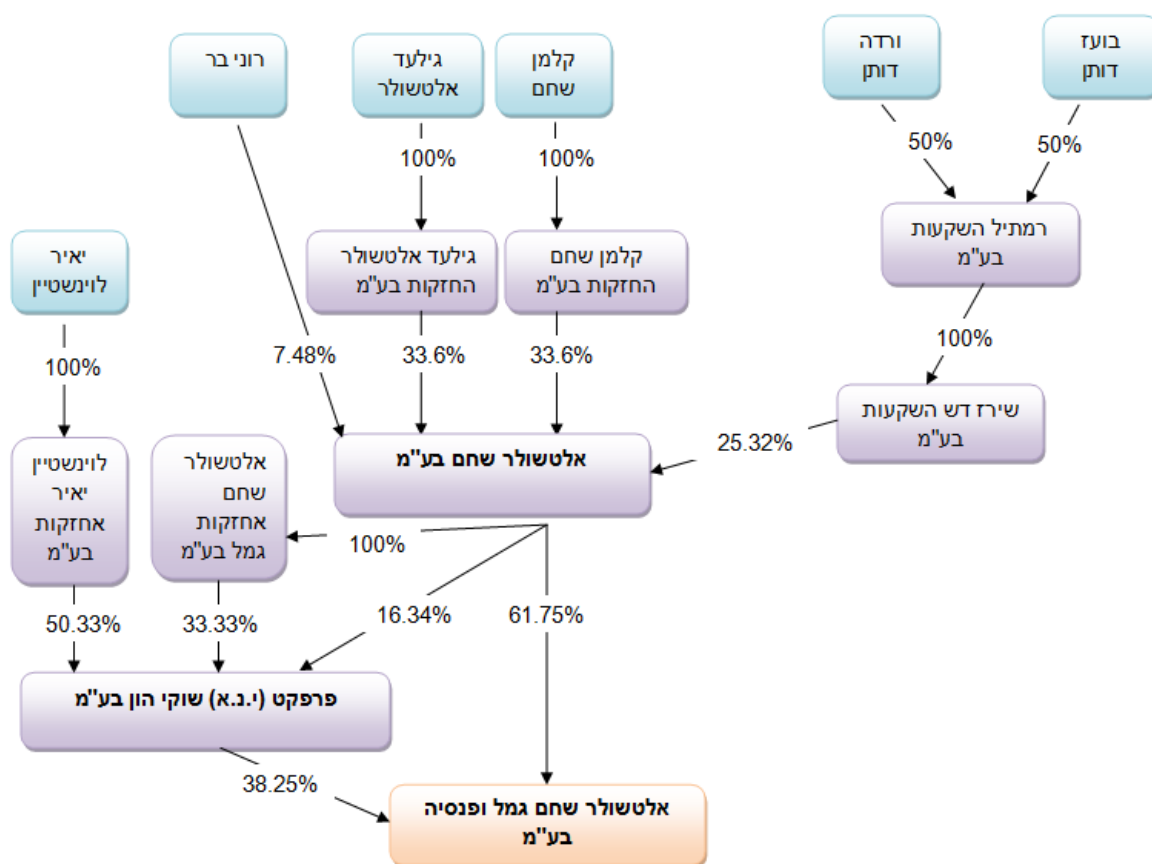 רוני בר
גילעד
אלטשולר
קלמן
שחם
ורדה
דותן
בועז
דותן
100%
100%
50%
50%
רמתיל השקעות
בע"מ
יאיר
לוינשטיין
גילעד אלטשולר
החזקות בע"מ
קלמן שחם
החזקות בע"מ
100%
7.48%
33.6%
33.6%
100%
שירז דש השקעות
בע"מ
25.32%
לוינשטיין
יאיר
אחזקות
בע"מ
אלטשולר
שחם
אחזקות
גמל בע"מ
אלטשולר שחם בע"מ
100%
50.33%
33.33%
16.34%
61.75%
פרפקט (י.נ.א) שוקי הון בע"מ
38.25%
אלטשולר שחם גמל ופנסיה
בע"מ